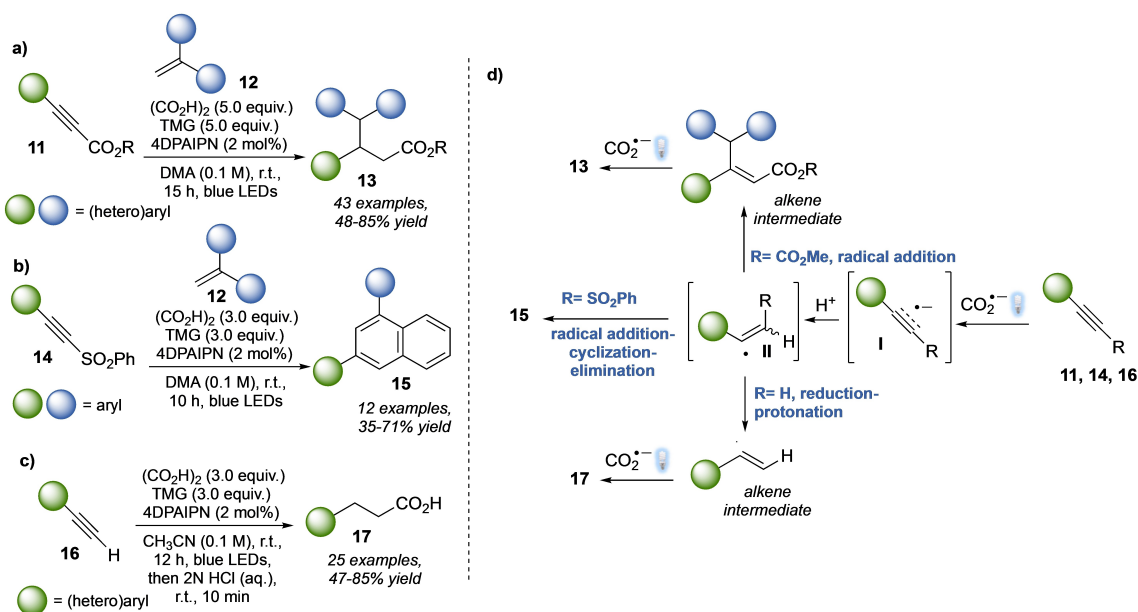 a)
12
(CO2H)2 (5.0 equiv.)
TMG (5.0 equiv.)
4DPAIPN (2 mol%)
DMA (0.1 M), r.t.,
15 h, blue LEDs
11
CO2R
CO2R
13
43 examples,
48-85% yield
= (hetero)aryl
b)
12
(CO2H)2 (3.0 equiv.)
TMG (3.0 equiv.)
4DPAIPN (2 mol%)
DMA (0.1 M), r.t.,
10 h, blue LEDs
14
SO2Ph
15
12 examples,
35-71% yield
= aryl
c)
(CO2H)2 (3.0 equiv.)
TMG (3.0 equiv.)
4DPAIPN (2 mol%)
CH3CN (0.1 M), r.t.,
12 h, blue LEDs,
then 2N HCl (aq.),
r.t., 10 min
16
H
CO2H
17
25 examples,
47-85% yield
= (hetero)aryl
d)
13
CO2•−
CO2R
alkene
intermediate
R= CO2Me, radical addition
15
R= SO2Ph
radical addition-
cyclization-
elimination
R
H
• II
H+
•−
I
R
CO2•−
R
11, 14, 16
R= H, reduction-
protonation
17
CO2•−
H
alkene
intermediate